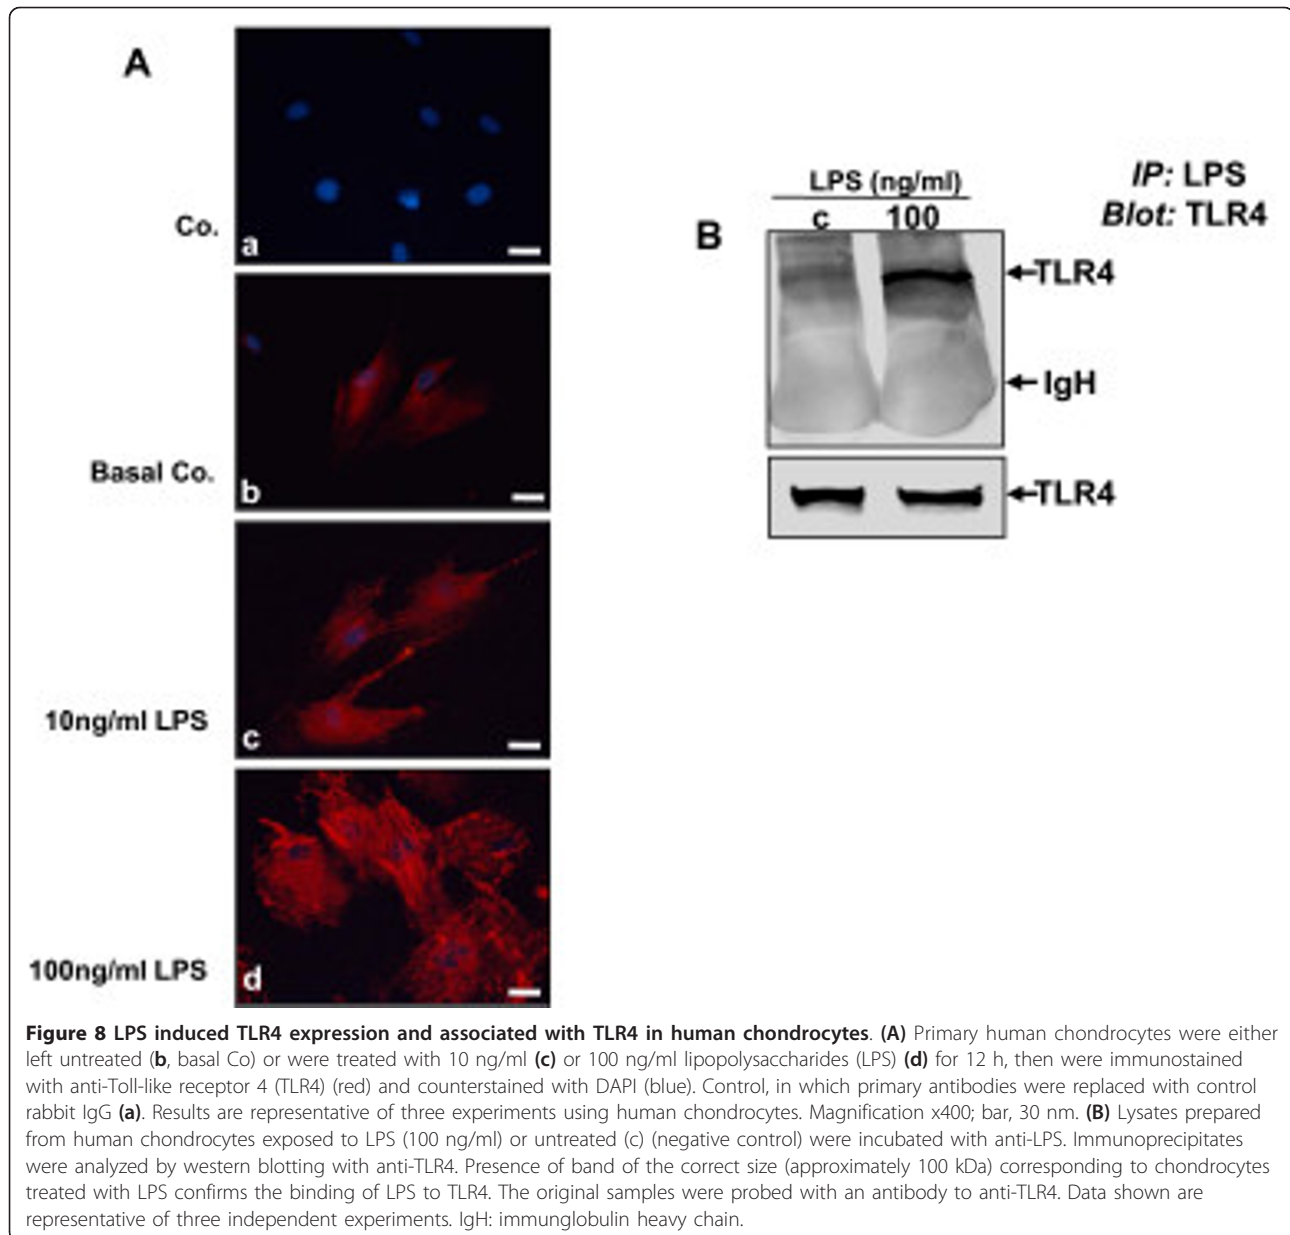 A
Co.
a
Basal Co.
b
10ng/ml LPS
c
100ng/ml LPS
d
B
LPS (ng/ml)
c 100
IP: LPS
Blot: TLR4
TLR4
IgH
TLR4
Figure 8 LPS induced TLR4 expression and associated with TLR4 in human chondrocytes. (A) Primary human chondrocytes were either
left untreated (b, basal Co) or were treated with 10 ng/ml (c) or 100 ng/ml lipopolysaccharides (LPS) (d) for 12 h, then were immunostained
with anti-Toll-like receptor 4 (TLR4) (red) and counterstained with DAPI (blue). Control, in which primary antibodies were replaced with control
rabbit IgG (a). Results are representative of three experiments using human chondrocytes. Magnification x400; bar, 30 nm. (B) Lysates prepared
from human chondrocytes exposed to LPS (100 ng/ml) or untreated (c) (negative control) were incubated with anti-LPS. Immunoprecipitates
were analyzed by western blotting with anti-TLR4. Presence of band of the correct size (approximately 100 kDa) corresponding to chondrocytes
treated with LPS confirms the binding of LPS to TLR4. The original samples were probed with an antibody to anti-TLR4. Data shown are
representative of three independent experiments. IgH: immunglobulin heavy chain.